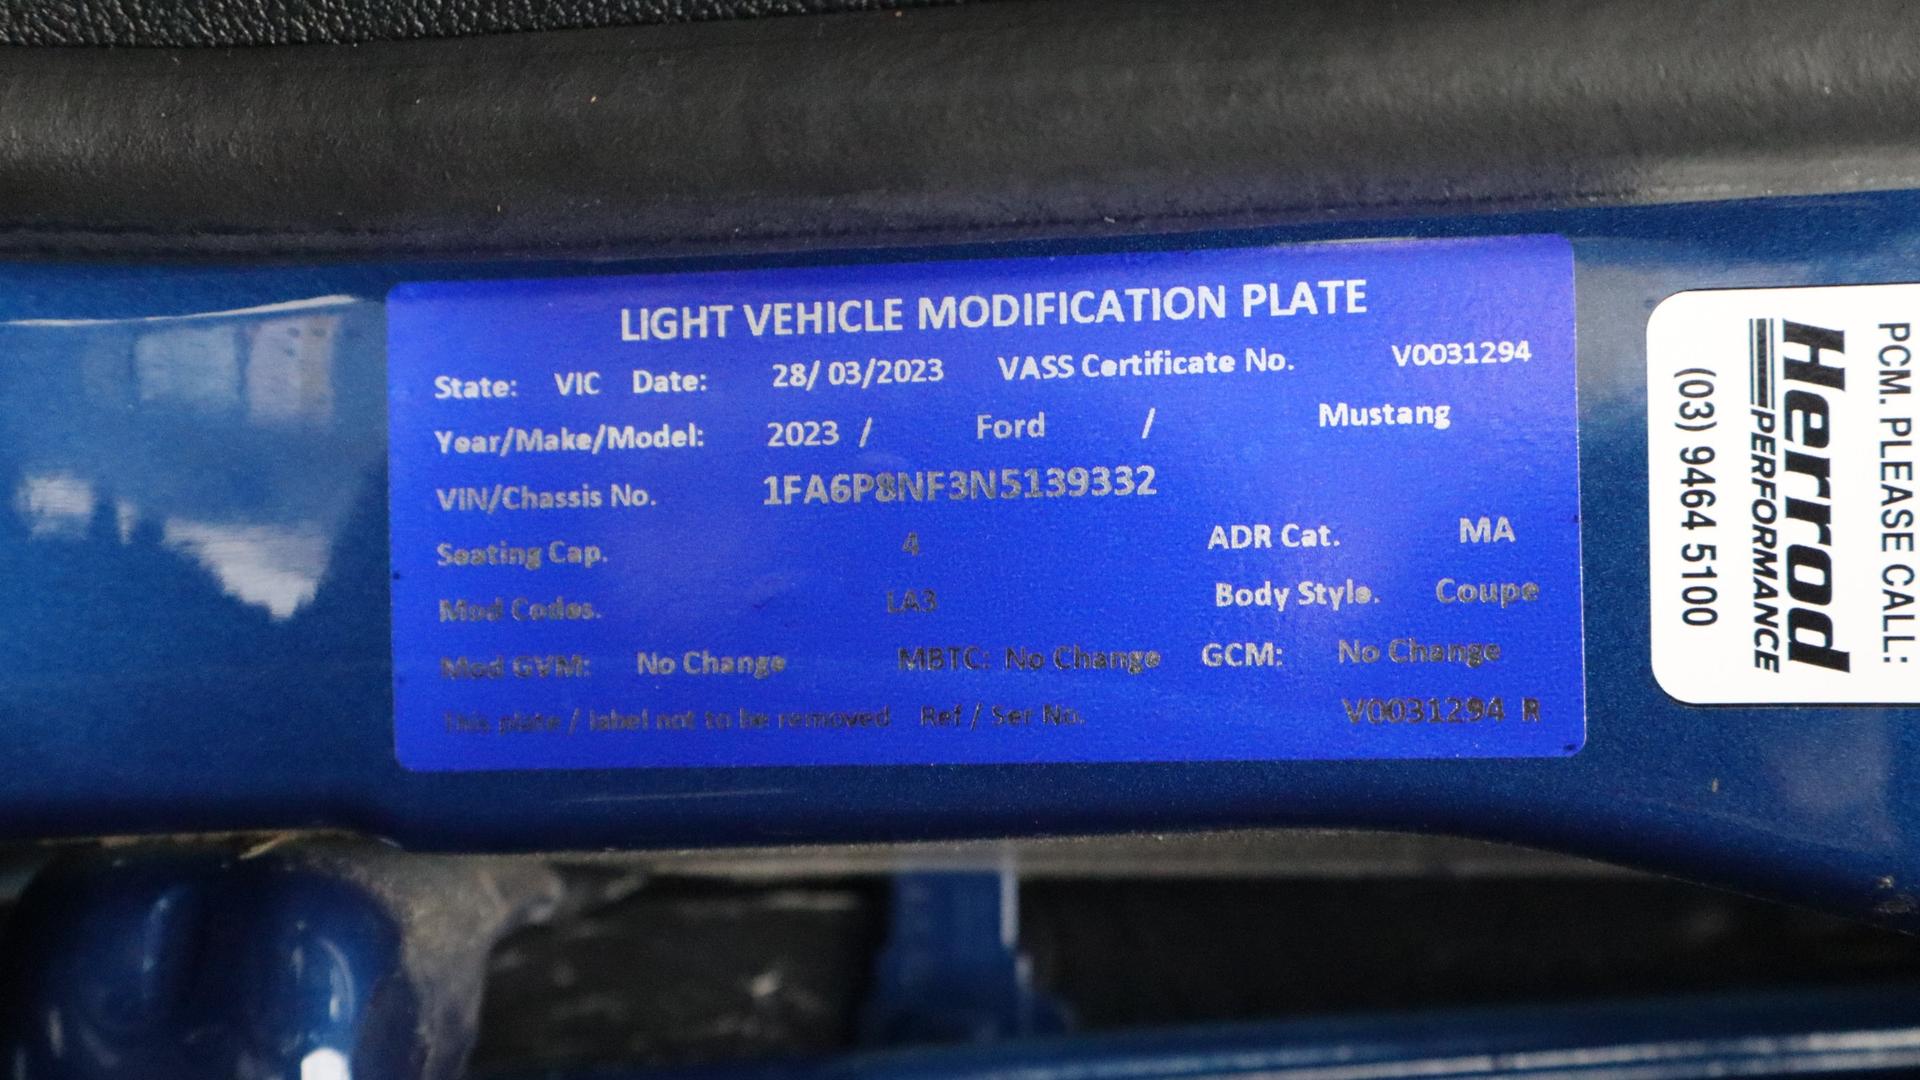 LIGHT VEHICLE MODIFICATION PLATE
State: VIC Date: 28/ 03/2023 VASS Certificate No. V0031294
Year/Make/Model: 2023 / Ford / Mustang
VIN/Chassis No. 1FA6P8NF3N5139332
Seating Cap. 4 ADR Cat. MA
Mod Codes. LA3 Body Style. Coupe
Mod GVM: No Change MBTC: No Change GCM: No Change
This plate / label not to be removed Ref / Ser No. V0031294 R
PCM. PLEASE CALL:
Herrod
PERFORMANCE
(03) 9464 5100